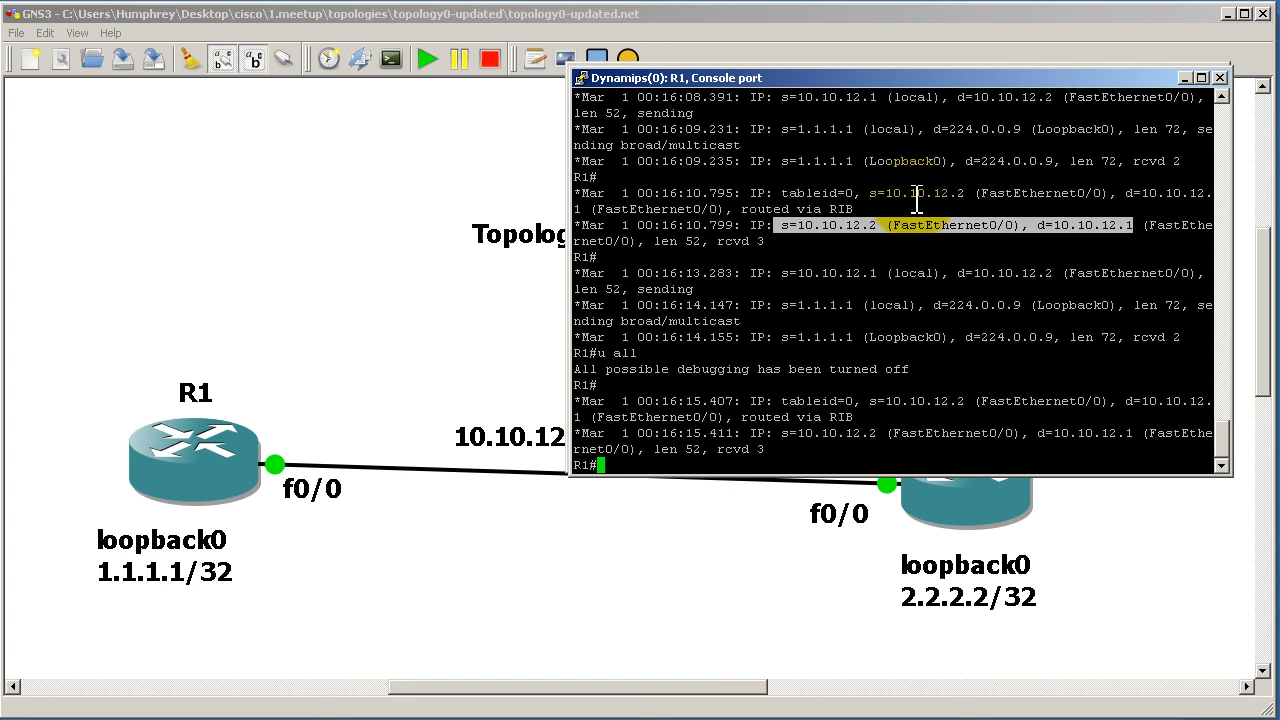 GNS3 - C:\Users\Humphrey\Desktop\cisco\1.meetup\topologies\topology0-updated\topology0-updated.net
File Edit View Help
Dynamips(0): R1, Console port
*Mar  1 00:16:08.391: IP: s=10.10.12.1 (local), d=10.10.12.2 (FastEthernet0/0),
len 52, sending
*Mar  1 00:16:09.231: IP: s=1.1.1.1 (local), d=224.0.0.9 (Loopback0), len 72, se
nding broad/multicast
*Mar  1 00:16:09.235: IP: s=1.1.1.1 (Loopback0), d=224.0.0.9, len 72, rcvd 2
R1#
*Mar  1 00:16:10.795: IP: tableid=0, s=10.10.12.2 (FastEthernet0/0), d=10.10.12.
1 (FastEthernet0/0), routed via RIB
*Mar  1 00:16:10.799: IP: s=10.10.12.2 (FastEthernet0/0), d=10.10.12.1 (FastEthe
rnet0/0), len 52, rcvd 3
R1#
*Mar  1 00:16:13.283: IP: s=10.10.12.1 (local), d=10.10.12.2 (FastEthernet0/0),
len 52, sending
*Mar  1 00:16:14.147: IP: s=1.1.1.1 (local), d=224.0.0.9 (Loopback0), len 72, se
nding broad/multicast
*Mar  1 00:16:14.155: IP: s=1.1.1.1 (Loopback0), d=224.0.0.9, len 72, rcvd 2
R1#u all
All possible debugging has been turned off
R1#
*Mar  1 00:16:15.407: IP: tableid=0, s=10.10.12.2 (FastEthernet0/0), d=10.10.12.
1 (FastEthernet0/0), routed via RIB
*Mar  1 00:16:15.411: IP: s=10.10.12.2 (FastEthernet0/0), d=10.10.12.1 (FastEthe
rnet0/0), len 52, rcvd 3
R1#
Topolog
R1
10.10.12
f0/0
f0/0
loopback0
1.1.1.1/32
loopback0
2.2.2.2/32